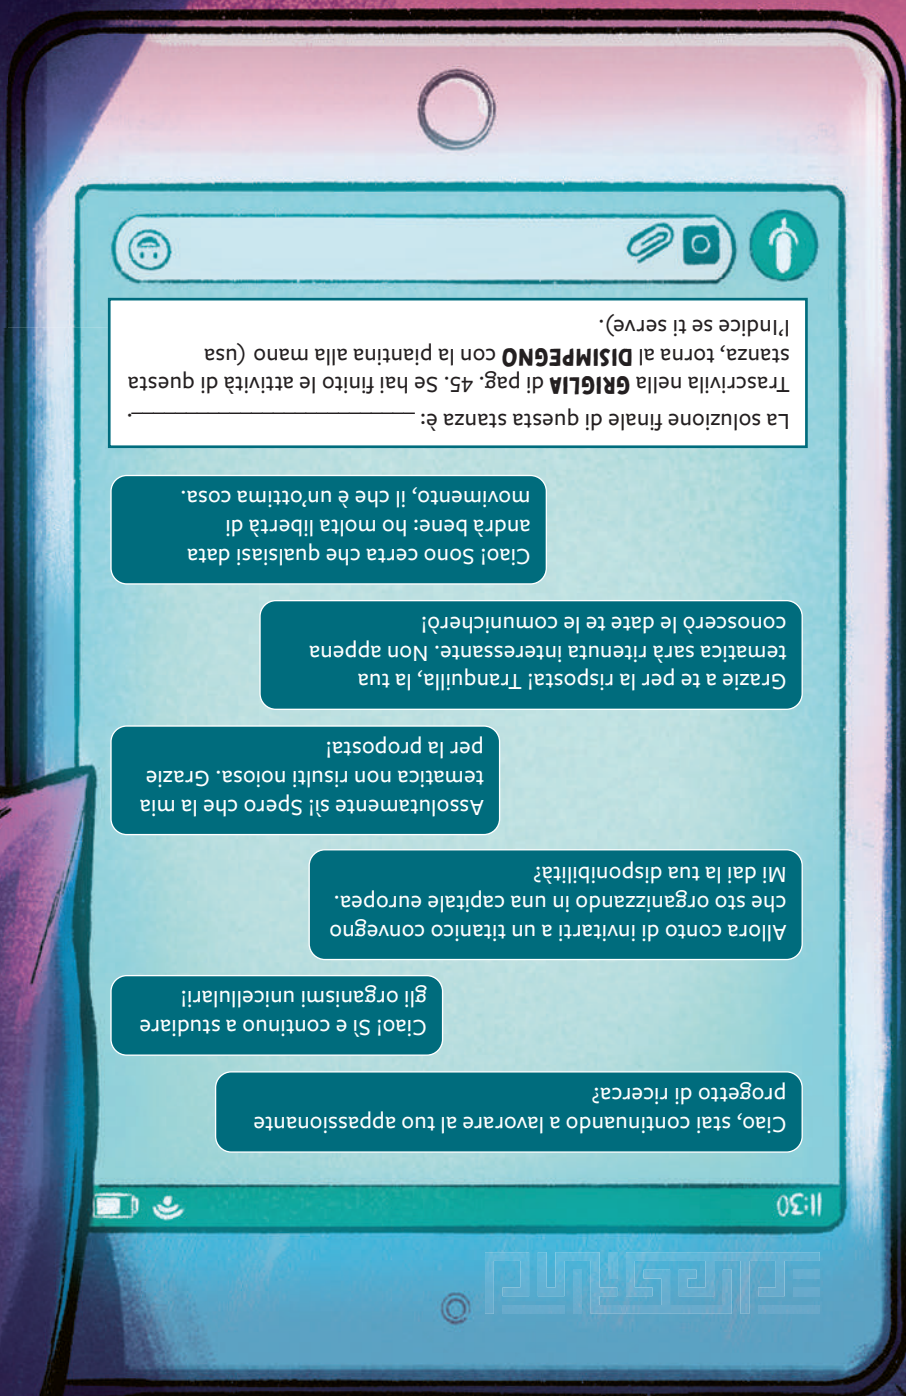 11:30
Ciao, stai continuando a lavorare al tuo appassionante
progetto di ricerca?
Ciao! Sì e continuo a studiare
gli organismi unicellulari!
Allora conto di invitarti a un titanico convegno
che sto organizzando in una capitale europea.
Mi dai la tua disponibilità?
Assolutamente sì! Spero che la mia
tematica non risulti noiosa. Grazie
per la proposta!
Grazie a te per la risposta! Tranquilla, la tua
tematica sarà ritenuta interessante. Non appena
conoscerò le date te le comunicherò!
Ciao! Sono certa che qualsiasi data
andrà bene: ho molta libertà di
movimento, il che è un'ottima cosa.
La soluzione finale di questa stanza è: ____________________________.
Trascrivila nella GRIGLIA di pag. 45. Se hai finito le attività di questa
stanza, torna al DISIMPEGNO con la piantina alla mano (usa
l'Indice se ti serve).